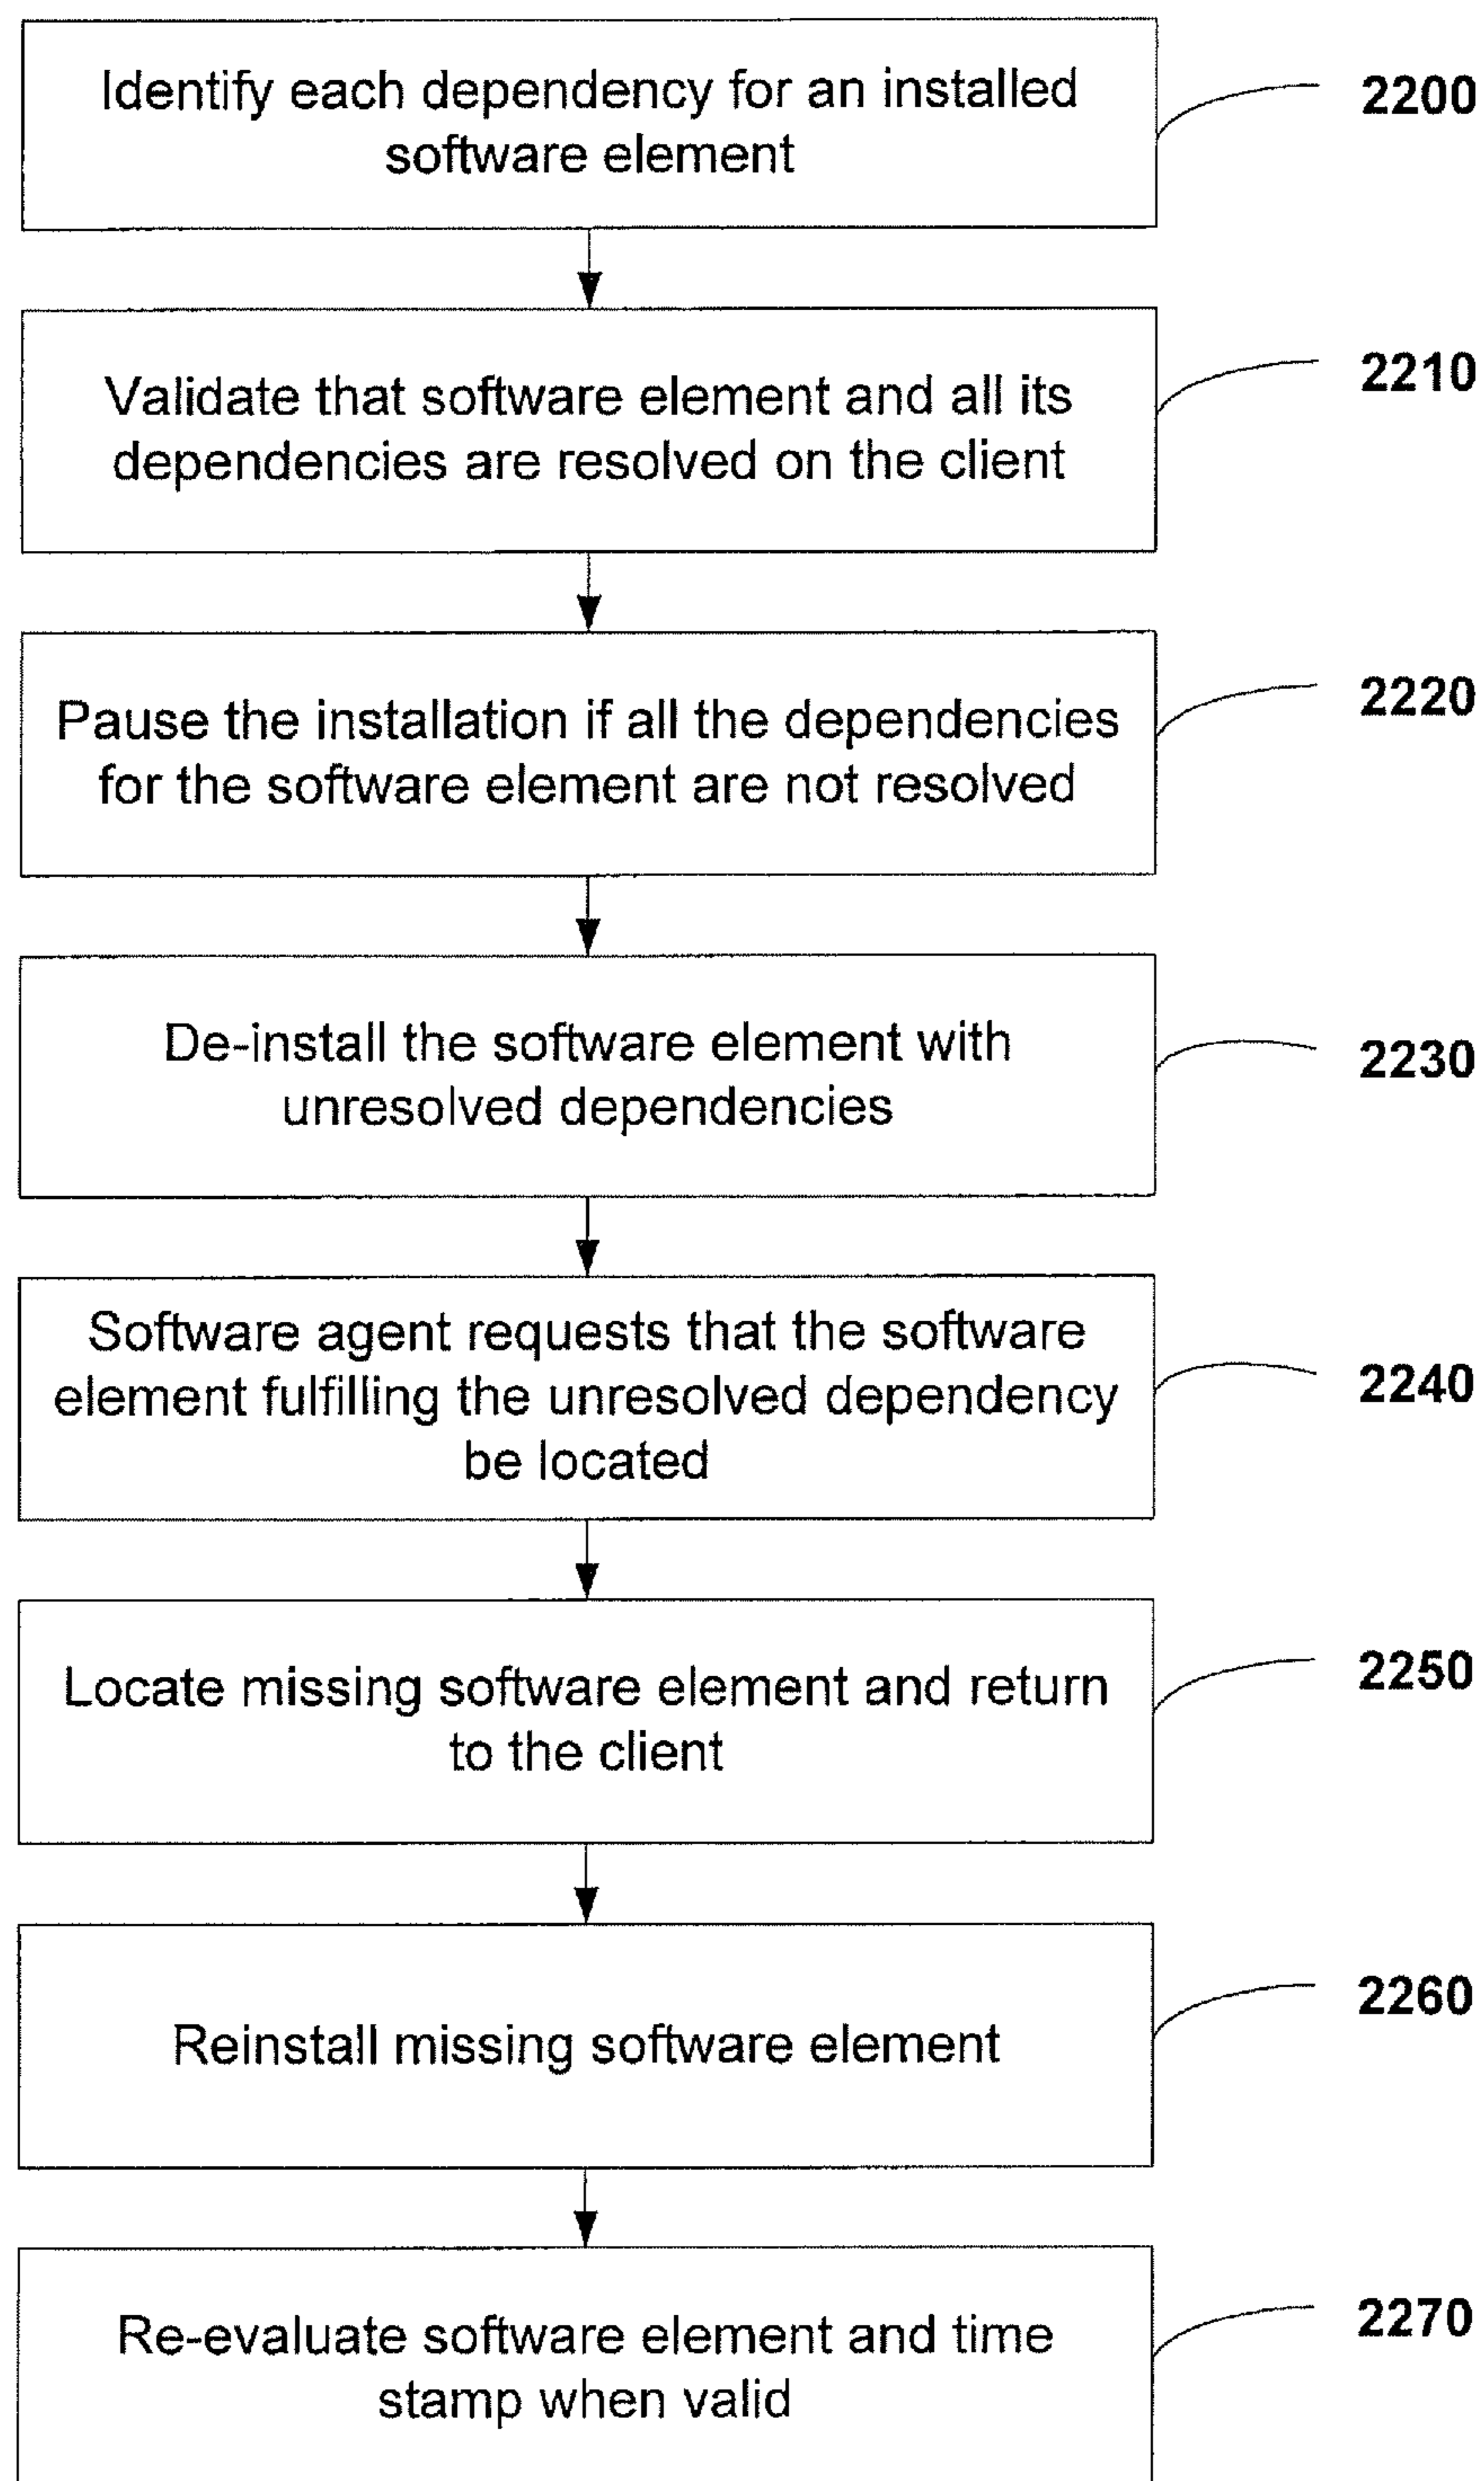 Identify each dependency for an installed
software element
2200
Validate that software element and all its
dependencies are resolved on the client
2210
Pause the installation if all the dependencies
for the software element are not resolved
2220
De-install the software element with
unresolved dependencies
2230
Software agent requests that the software
element fulfilling the unresolved dependency
be located
2240
Locate missing software element and return
to the client
2250
Reinstall missing software element
2260
Re-evaluate software element and time
stamp when valid
2270